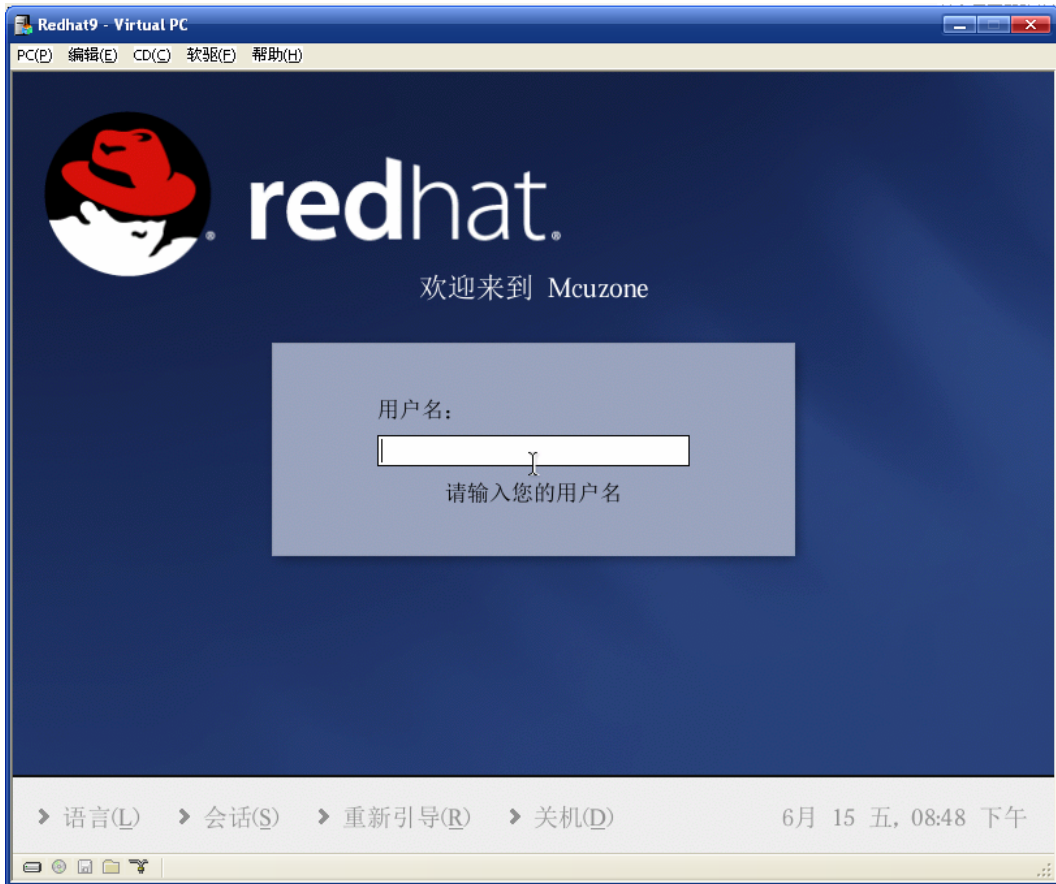 Redhat9 - Virtual PC
PC(P) 编辑(E) CD(C) 软驱(F) 帮助(H)
redhat.
欢迎来到 Mcuzone
用户名:
请输入您的用户名
语言(L) 会话(S) 重新引导(R) 关机(D) 6月 15 五, 08:48 下午